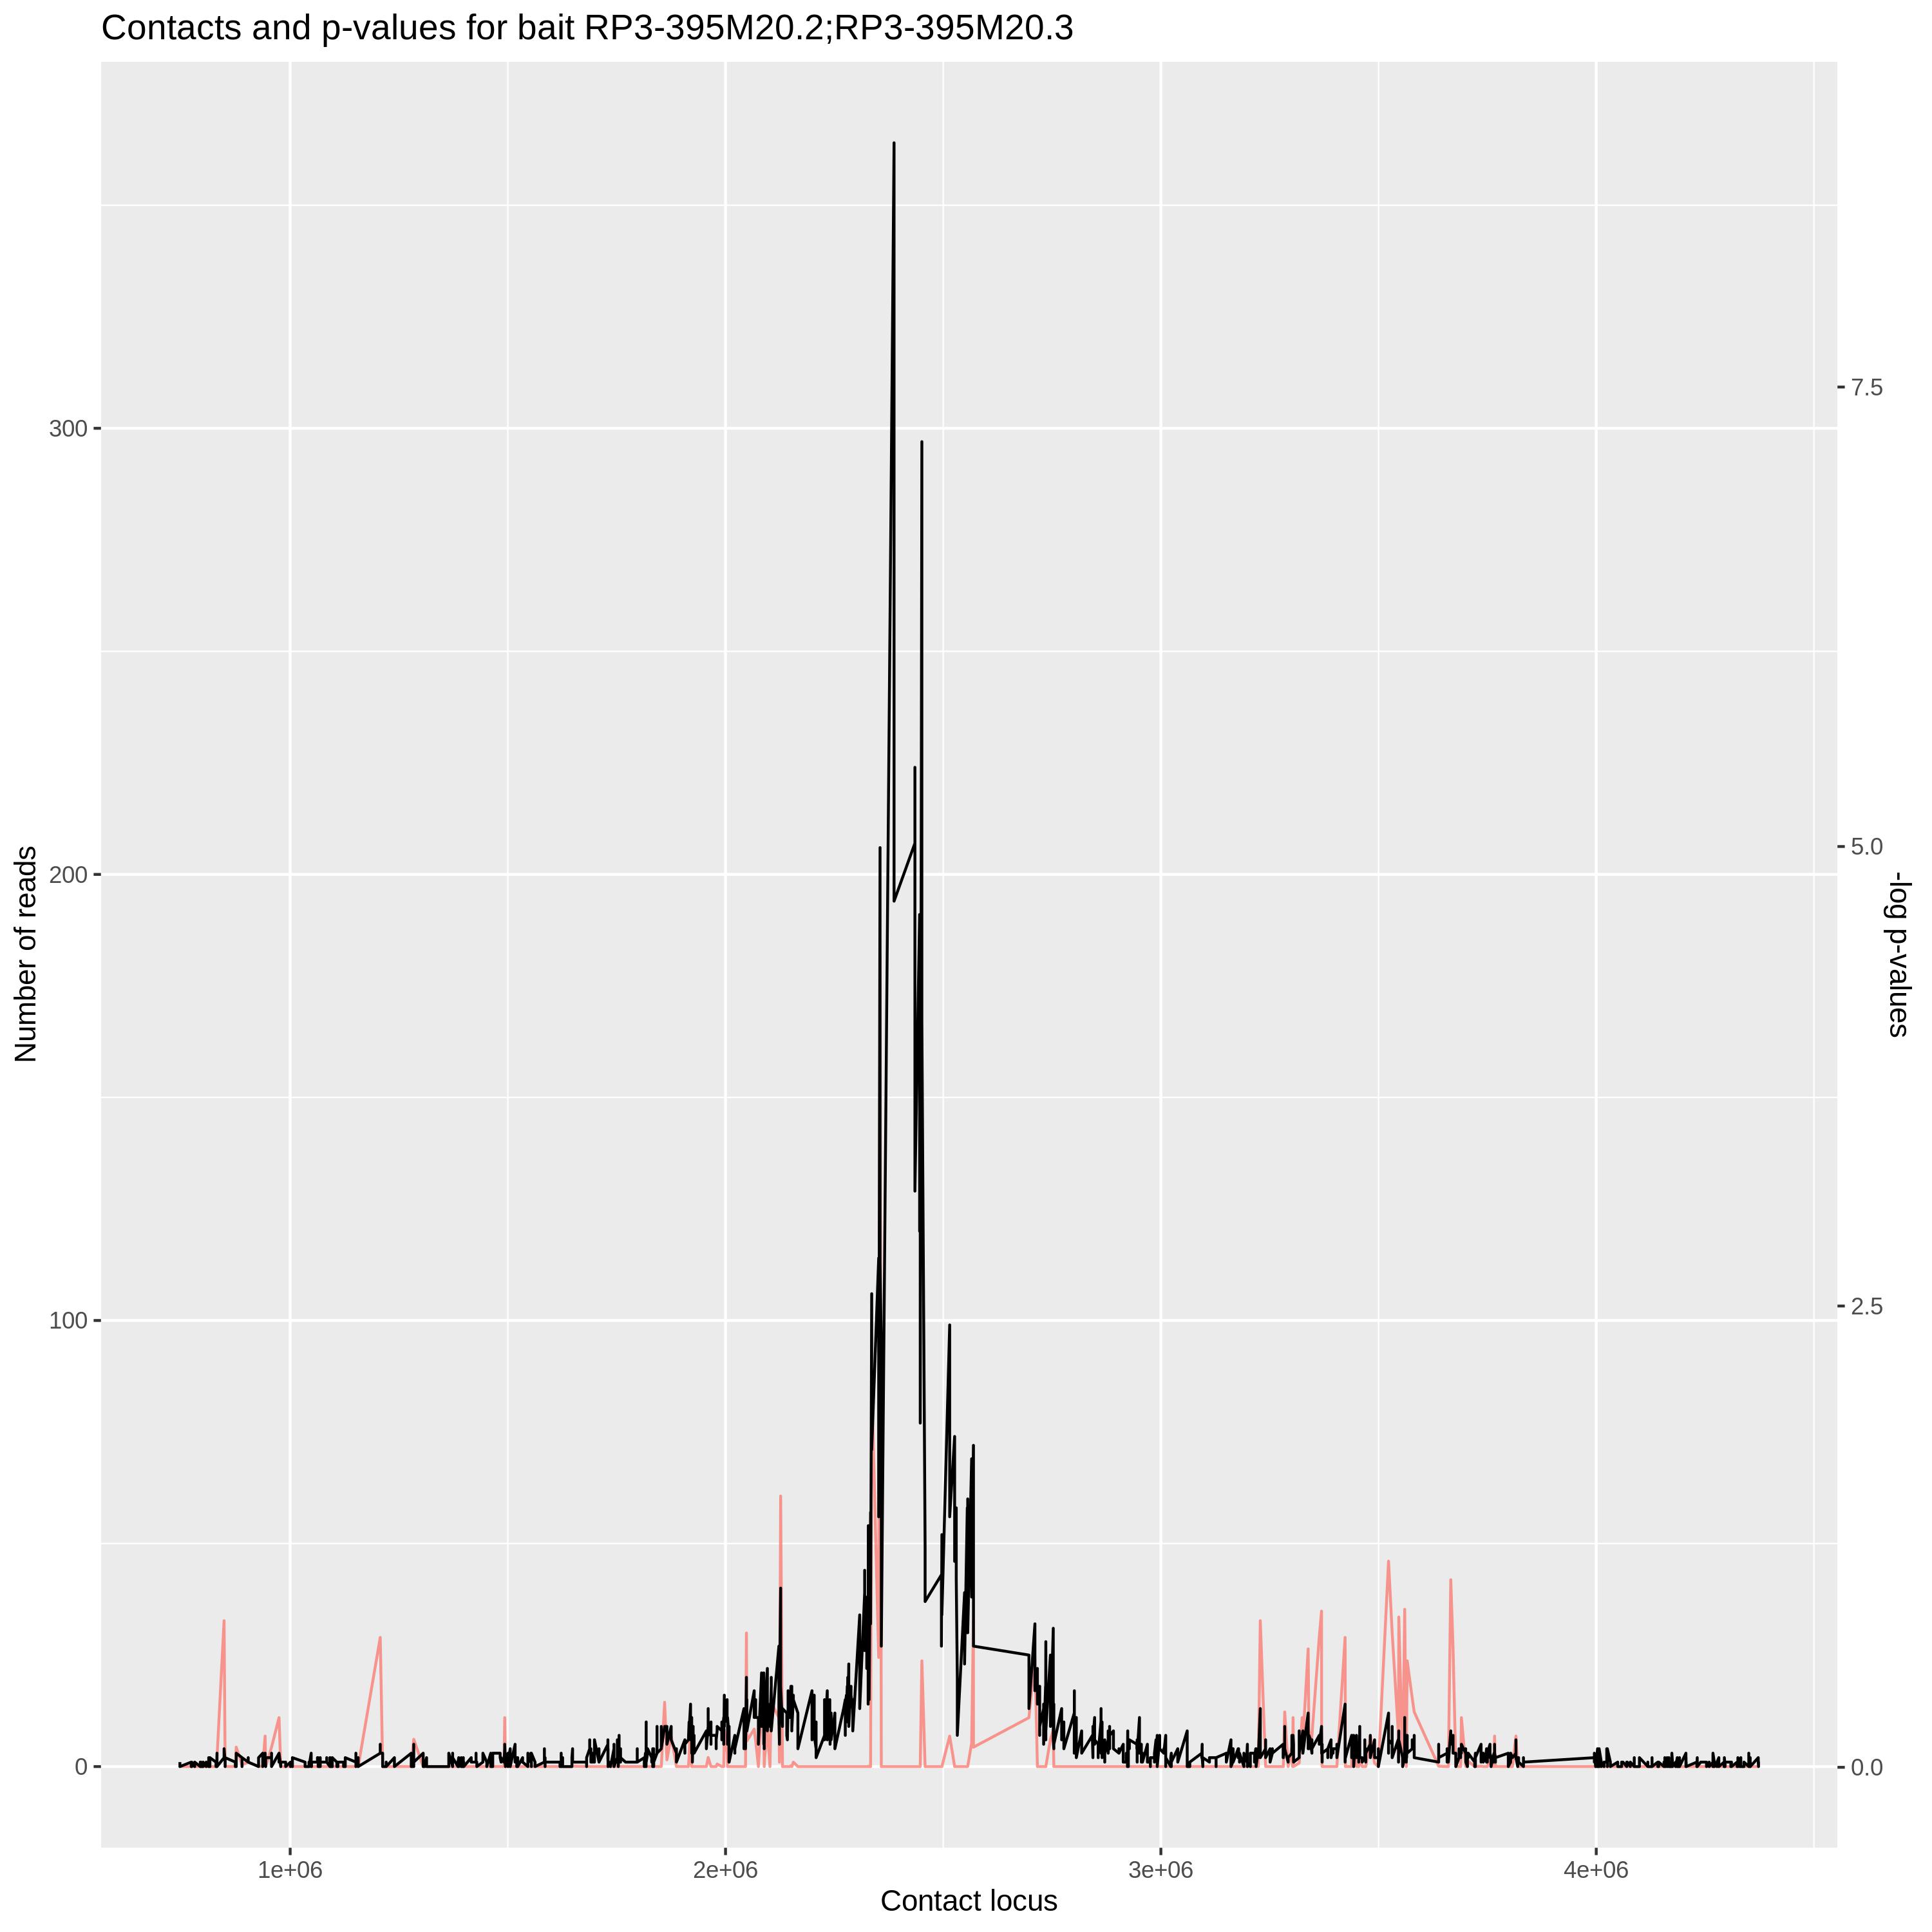 Contacts and p-values for bait RP3-395M20.2;RP3-395M20.3
Number of reads
300
200
100
0
7.5
5.0
2.5
0.0
-log p-values
1e+06
2e+06
3e+06
4e+06
Contact locus